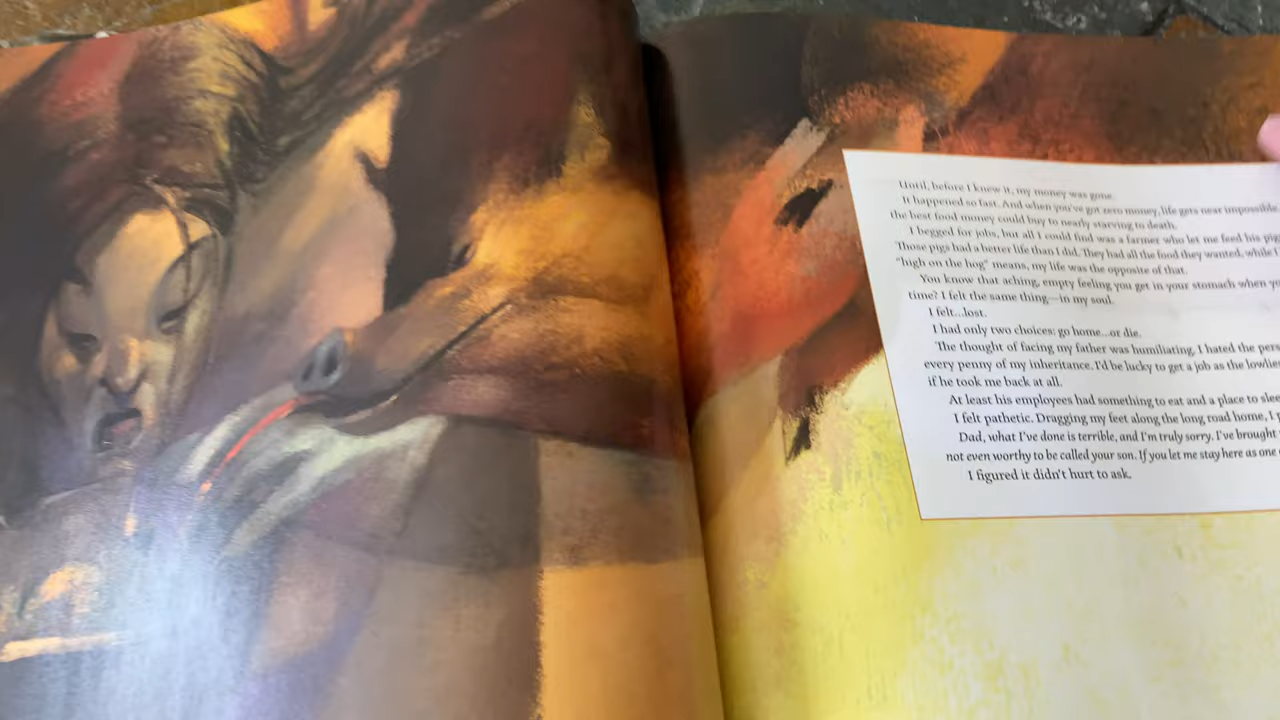 Until, before I knew it, my money was gone.
It happened so fast. And when you've got zero money, life gets near impossible.
the best food money could buy to nearly starving to death.
I begged for jobs, but all I could find was a farmer who let me feed his pigs
Those pigs had a better life than I did. They had all the food they wanted, while I
"high on the hog" means, my life was the opposite of that.
You know that aching, empty feeling you get in your stomach when yo
time? I felt the same thing—in my soul.
I felt...lost.
I had only two choices: go home...or die.
The thought of facing my father was humiliating. I hated the pers
every penny of my inheritance. I'd be lucky to get a job as the lowlies
if he took me back at all.
At least his employees had something to eat and a place to slee
I felt pathetic. Dragging my feet along the long road home, I p
Dad, what I've done is terrible, and I'm truly sorry. I've brought
not even worthy to be called your son. If you let me stay here as one
I figured it didn't hurt to ask.